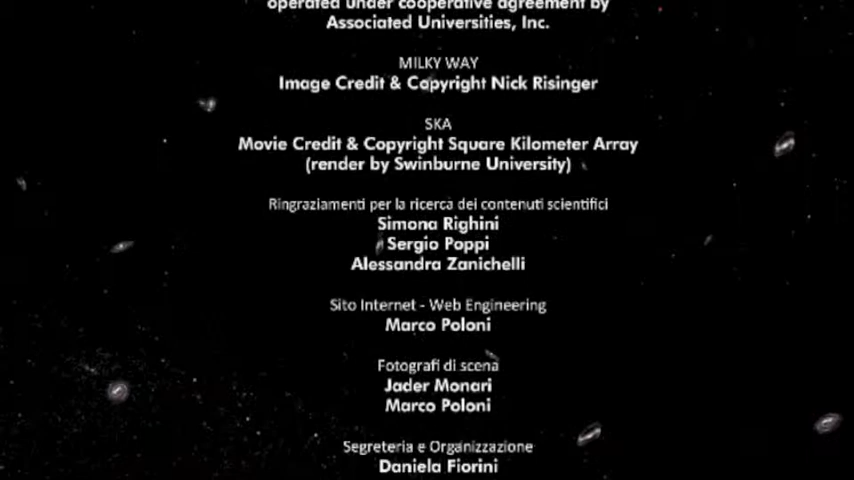 operated under cooperative agreement by
Associated Universities, Inc.
MILKY WAY
Image Credit & Copyright Nick Risinger
SKA
Movie Credit & Copyright Square Kilometer Array
(render by Swinburne University)
Ringraziamenti per la ricerca dei contenuti scientifici
Simona Righini
Sergio Poppi
Alessandra Zanichelli
Sito Internet - Web Engineering
Marco Poloni
Fotografi di scena
Jader Monari
Marco Poloni
Segreteria e Organizzazione
Daniela Fiorini